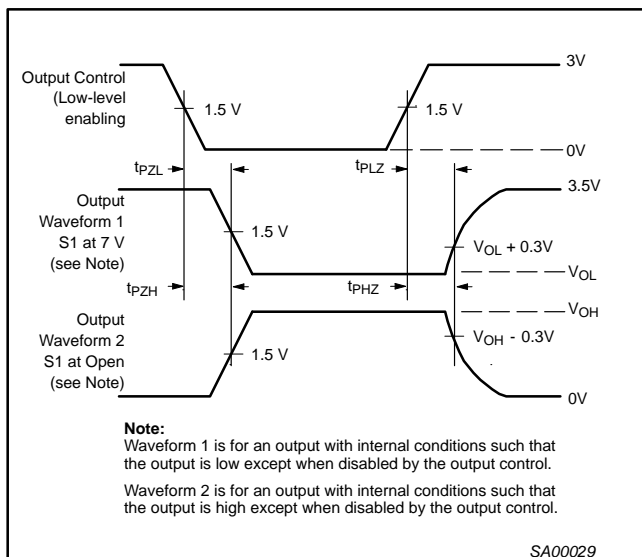 3V
Output Control
(Low-level
enabling
1.5 V
1.5 V
0V
tPZL
tPLZ
3.5V
Output
Waveform 1
S1 at 7 V
(see Note)
1.5 V
VOL + 0.3V
VOL
tPZH
tPHZ
VOH
Output
Waveform 2
S1 at Open
(see Note)
1.5 V
VOH - 0.3V
0V
Note:
Waveform 1 is for an output with internal conditions such that
the output is low except when disabled by the output control.
Waveform 2 is for an output with internal conditions such that
the output is high except when disabled by the output control.
SA00029